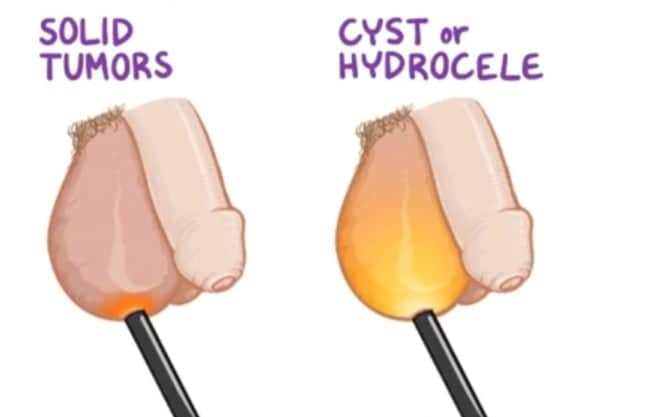 SOLID
TUMORS
CYST or
HYDROCELE